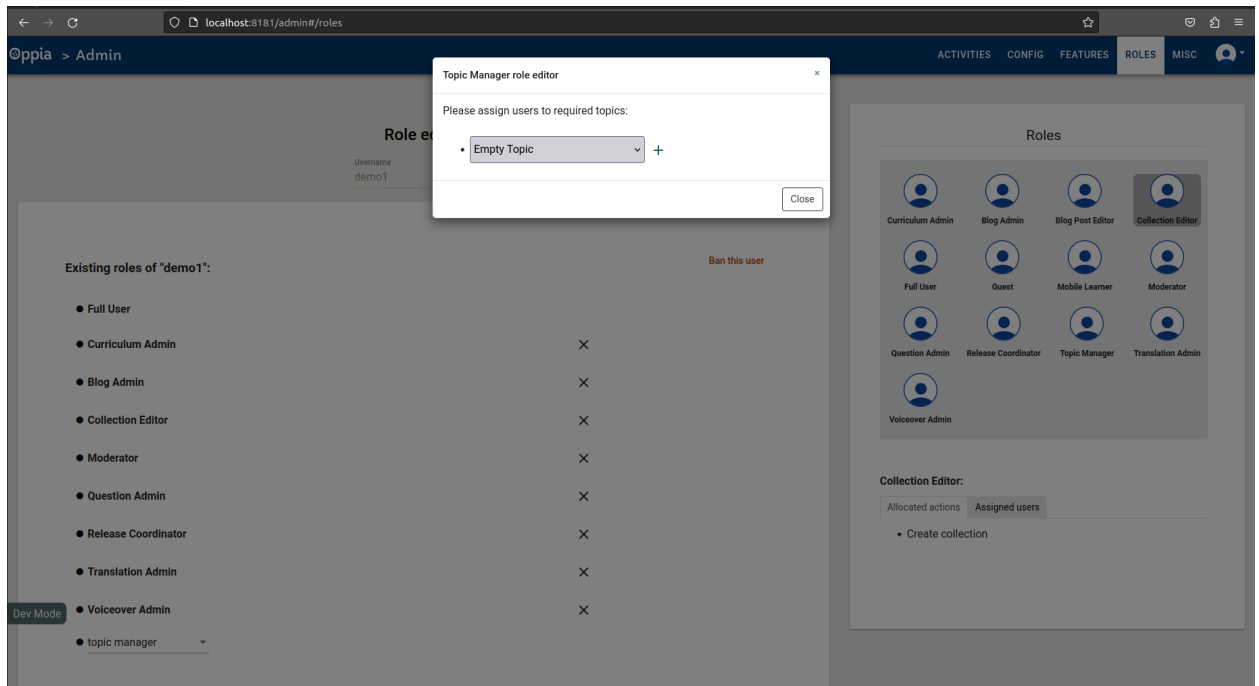 localhost:8181/admin#/roles
Oppia > Admin
ACTIVITIES CONFIG FEATURES ROLES MISC
Topic Manager role editor ×
Please assign users to required topics:
• Empty Topic +
Close
Role e
Username
demo1
Existing roles of "demo1":
Ban this user
● Full User
● Curriculum Admin
● Blog Admin
● Collection Editor
● Moderator
● Question Admin
● Release Coordinator
● Translation Admin
● Voiceover Admin
● topic manager
Dev Mode
Roles
Curriculum Admin Blog Admin Blog Post Editor Collection Editor
Full User Guest Mobile Learner Moderator
Question Admin Release Coordinator Topic Manager Translation Admin
Voiceover Admin
Collection Editor:
Allocated actions Assigned users
• Create collection